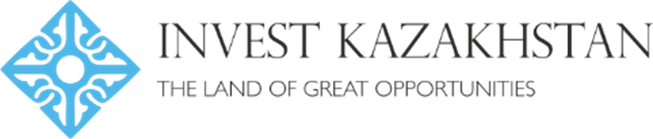 INVEST KAZAKHSTAN
THE LAND OF GREAT OPPORTUNITIES